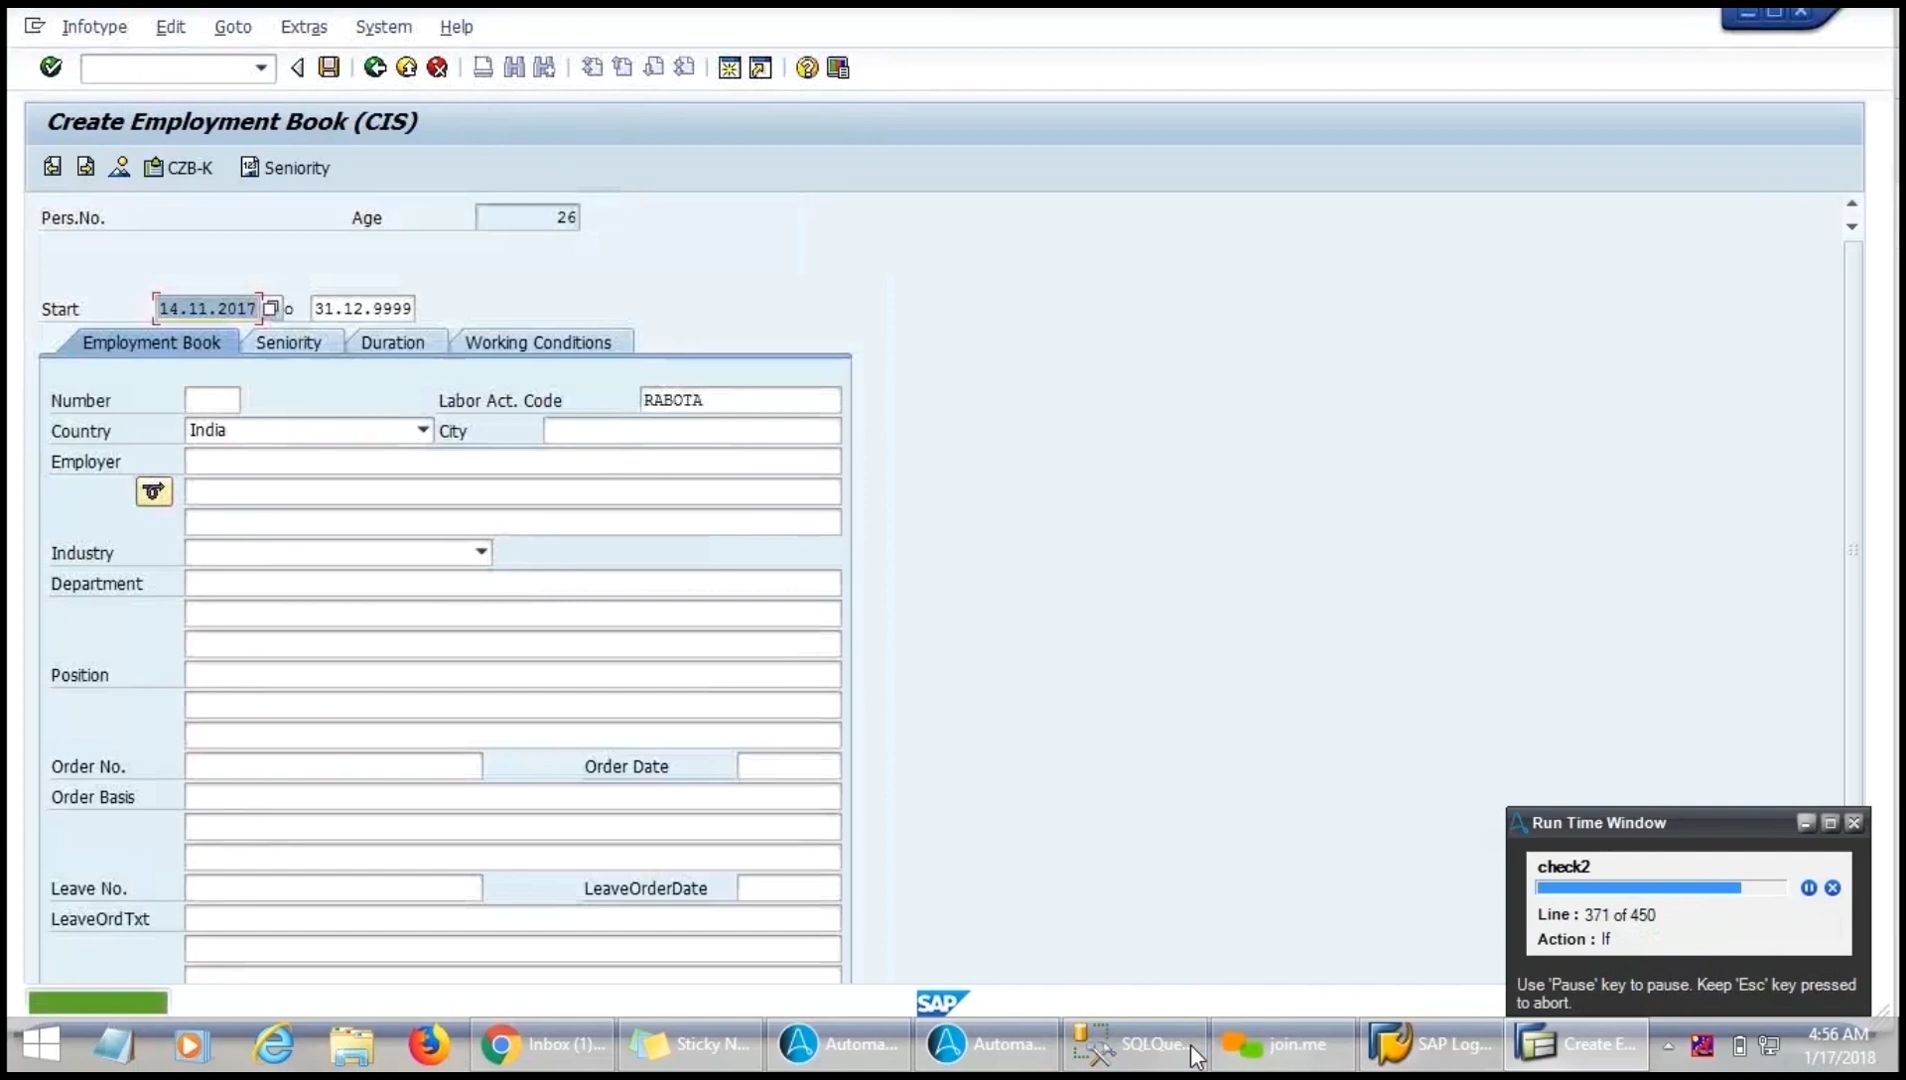 Infotype Edit Goto Extras System Help
Create Employment Book (CIS)
CZB-K Seniority
Pers.No. Age 26
Start 14.11.2017 o 31.12.9999
Employment Book Seniority Duration Working Conditions
Number Labor Act. Code RABOTA
Country India City
Employer
Industry
Department
Position
Order No. Order Date
Order Basis
Leave No. LeaveOrderDate
LeaveOrdTxt
SAP
Run Time Window
check2
Line : 371 of 450
Action : If
Use 'Pause' key to pause. Keep 'Esc' key pressed
to abort.
Inbox (1)... Sticky N... Automa... Automa... SQLQue... join.me SAP Log... Create E...
4:56 AM
1/17/2018